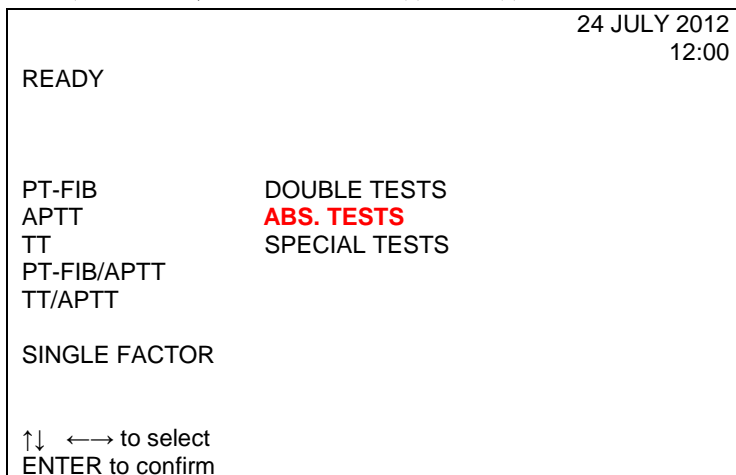 24 JULY 2012
12:00
READY
PT-FIB DOUBLE TESTS
APTT ABS. TESTS
TT SPECIAL TESTS
PT-FIB/APTT
TT/APTT
SINGLE FACTOR
↑↓ ←→ to select
ENTER to confirm